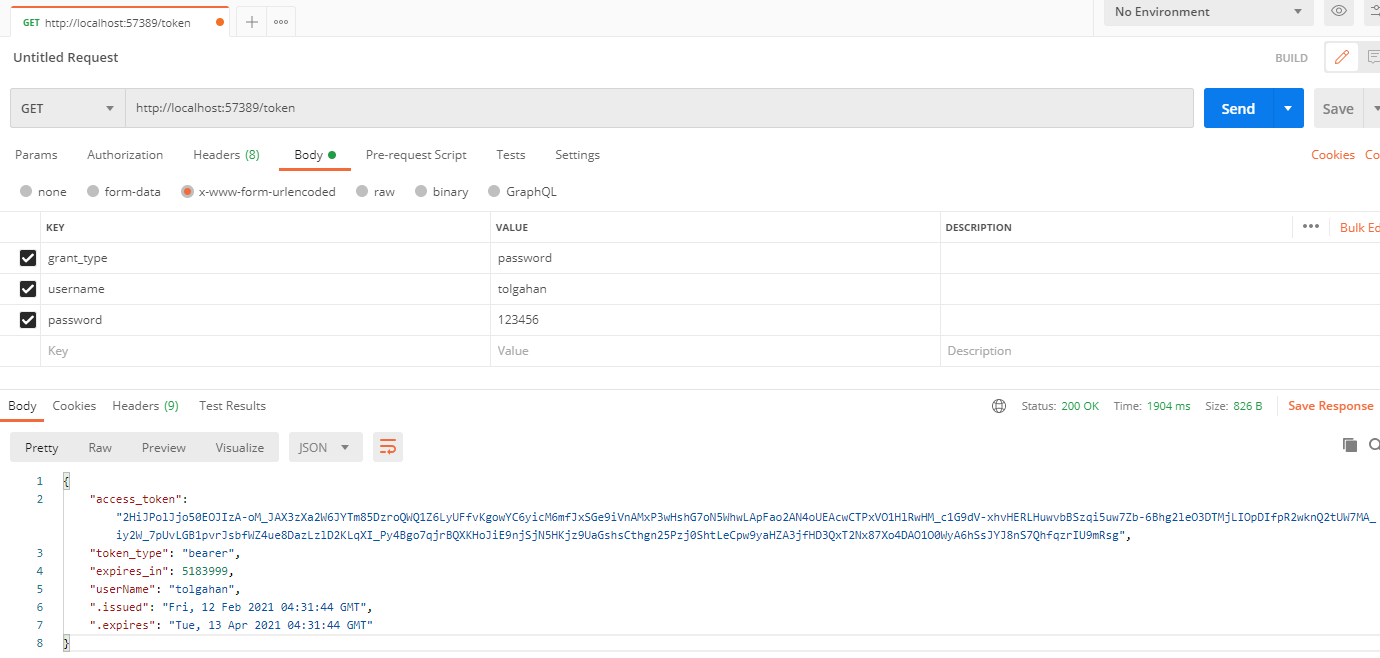 GET http://localhost:57389/token
No Environment
Untitled Request
BUILD
GET http://localhost:57389/token Send Save
Params Authorization Headers (8) Body Pre-request Script Tests Settings Cookies Co
none form-data x-www-form-urlencoded raw binary GraphQL
KEY VALUE DESCRIPTION Bulk Ed
grant_type password
username tolgahan
password 123456
Key Value Description
Body Cookies Headers (9) Test Results Status: 200 OK Time: 1904 ms Size: 826 B Save Response
Pretty Raw Preview Visualize JSON
1 {
2 "access_token":
"2HiJPolJjo50EOJIzA-oM_JAX3zXa2W6JYTm85DzroQWQ1Z6LyUFfvKgowYC6yicM6mfJxSGe9iVnAMxP3wHshG7oN5WhwLApFao2AN4oUEAcwCTPxVO1HlRwHM_c1G9dV-xhvHERLHuwvbBSzqi5uw7Zb-6Bhg2leO3DTMjLIOpDIfpR2wknQ2tUW7MA_
iy2W_7pUvLGB1pvrJsbfWZ4ue8DazLzlD2KLqXI_Py4Bgo7qjrBQXKHoJiE9njSjN5HKjz9UaGshsCthgn25Pzj0ShtLeCpw9yaHZA3jfHD3QxT2Nx87Xo4DAO1O0WyA6hSsJYJ8nS7QhfqzrIU9mRsg",
3 "token_type": "bearer",
4 "expires_in": 5183999,
5 "userName": "tolgahan",
6 ".issued": "Fri, 12 Feb 2021 04:31:44 GMT",
7 ".expires": "Tue, 13 Apr 2021 04:31:44 GMT"
8 }